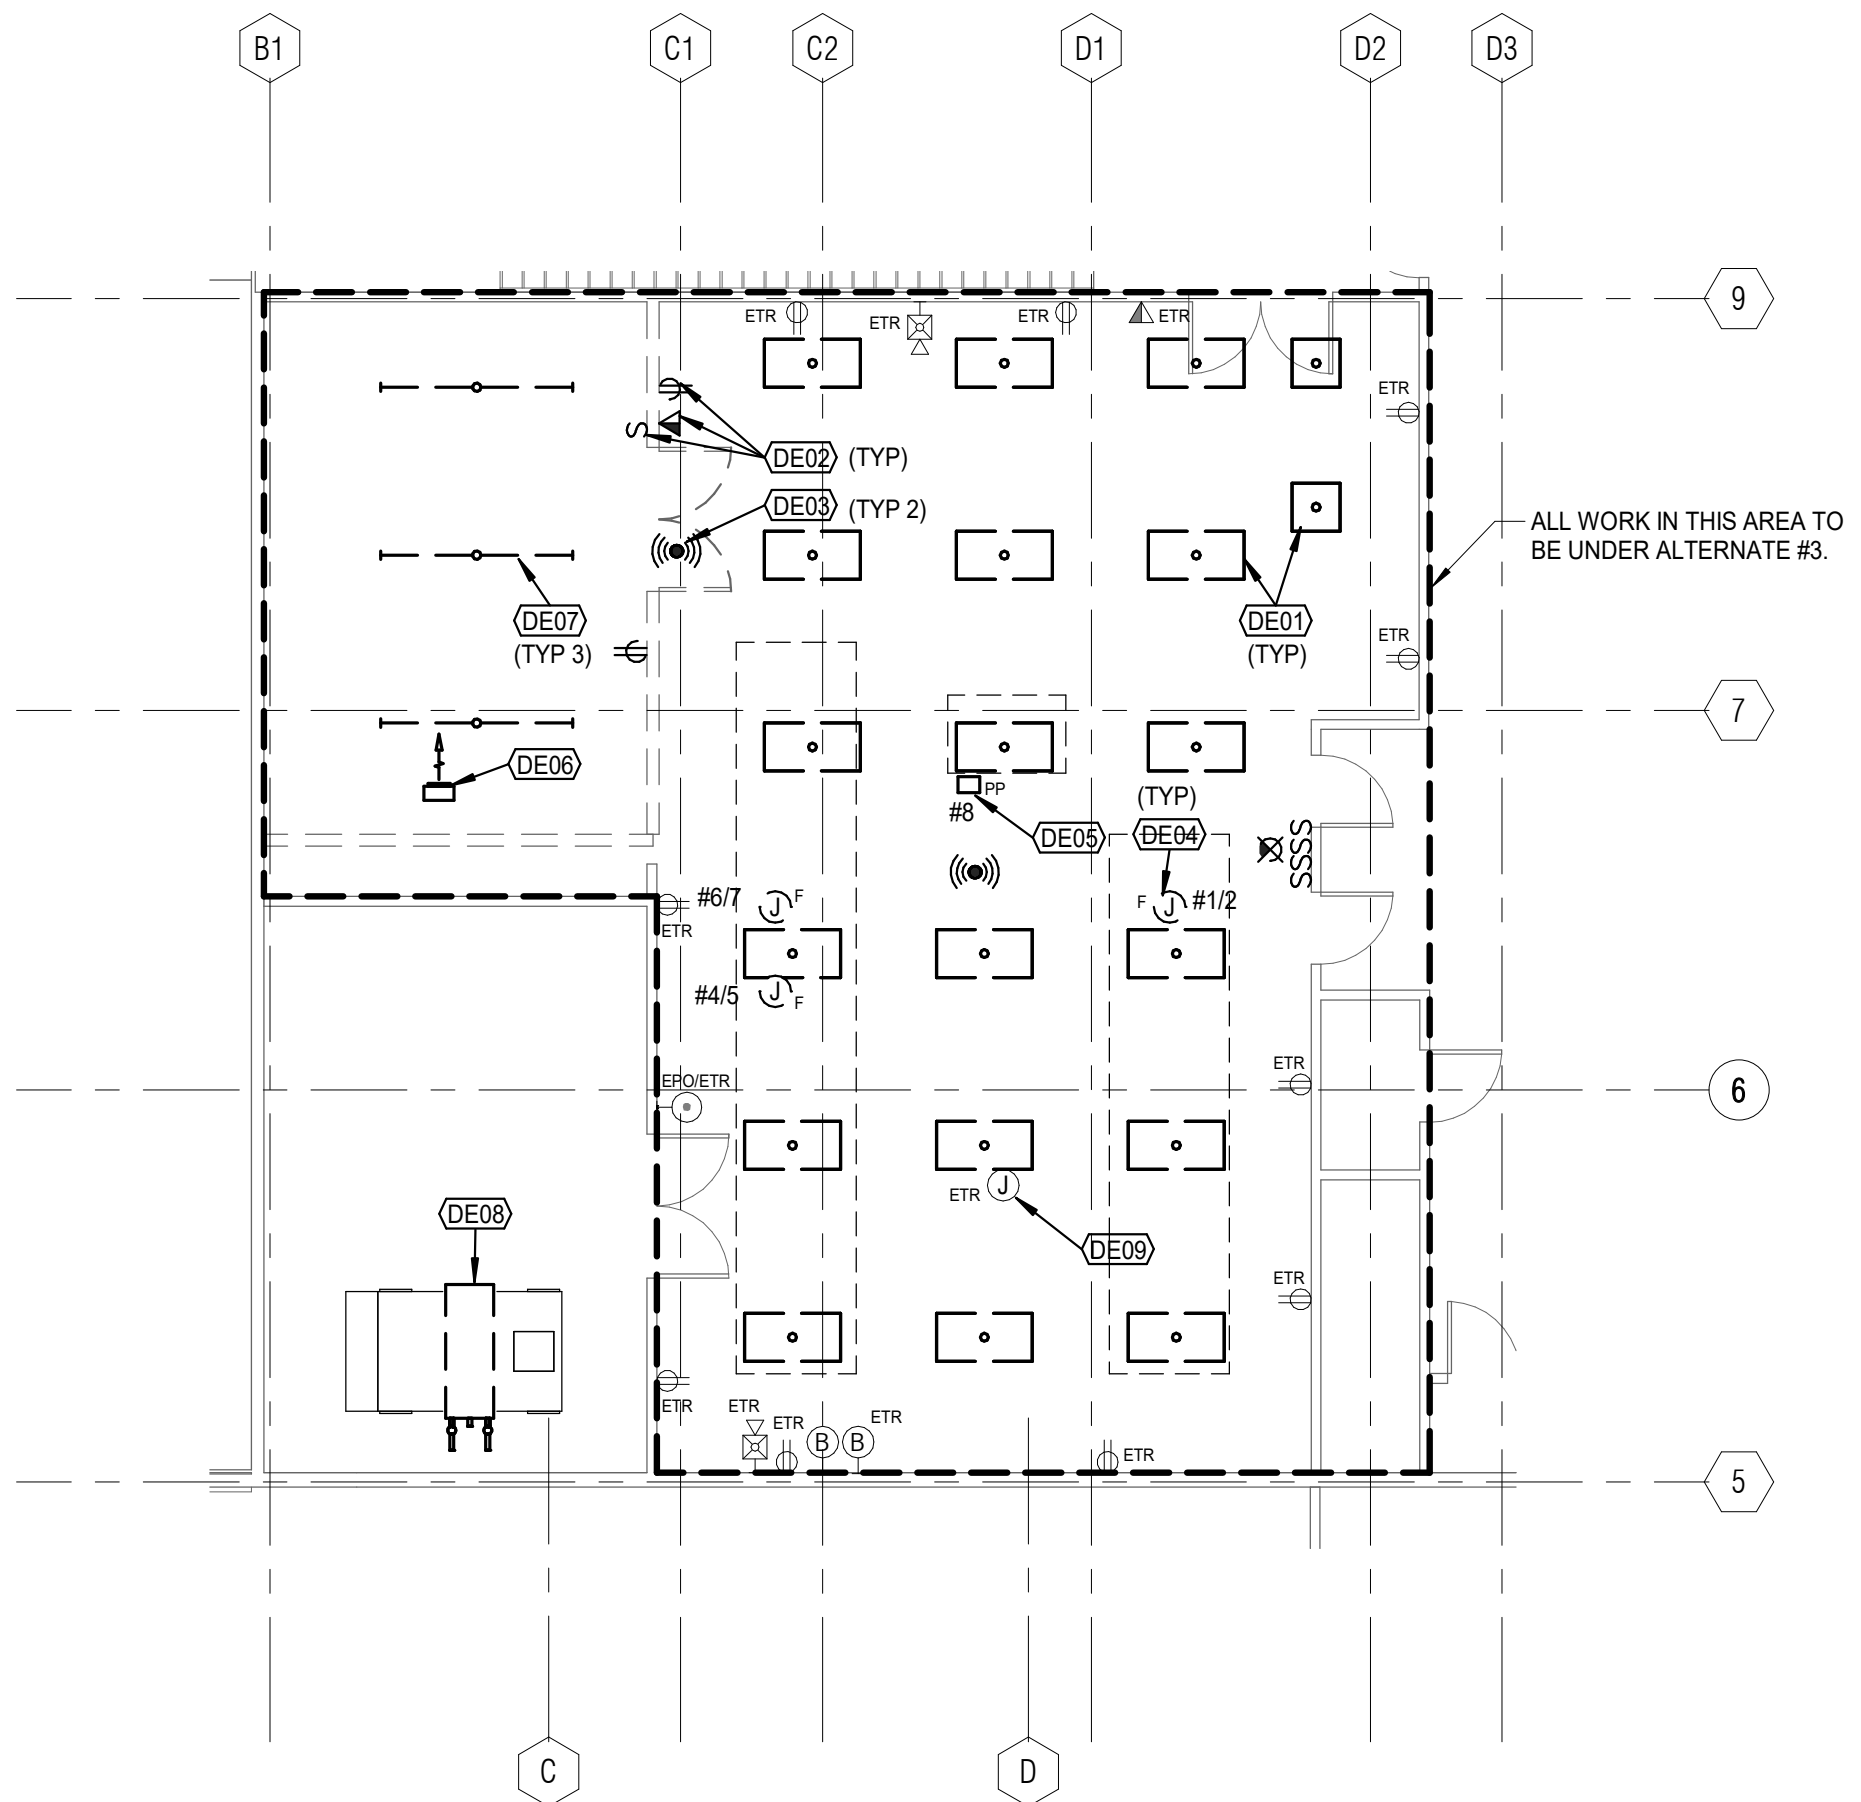 B1
C1
C2
D1
D2
D3
9
ETR
ETR
ETR
ETR
ETR
S
DE02 (TYP)
DE03 (TYP 2)
ALL WORK IN THIS AREA TO
BE UNDER ALTERNATE #3.
DE07
(TYP 3)
DE01
(TYP)
ETR
7
DE06
PP
#8
DE05
(TYP)
DE04
SSSS
#6/7
J
F
ETR
F
J
#1/2
#4/5
J
F
EPO/ETR
ETR
6
ETR
J
DE08
DE09
ETR
ETR
ETR
ETR
B
B
ETR
ETR
5
C
D